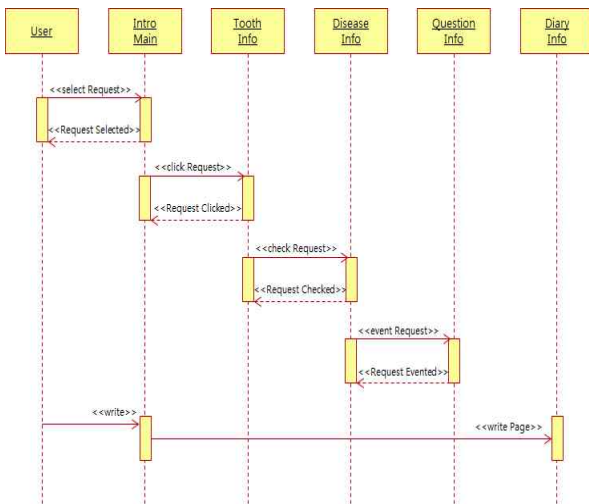 User
Intro
Main
Tooth
Info
Disease
Info
Question
Info
Diary
Info
<<select Request>>
<<Request Selected>>
<<click Request>>
<<Request Clicked>>
<<check Request>>
<<Request Checked>>
<<event Request>>
<<Request Evented>>
<<write>>
<<write Page>>